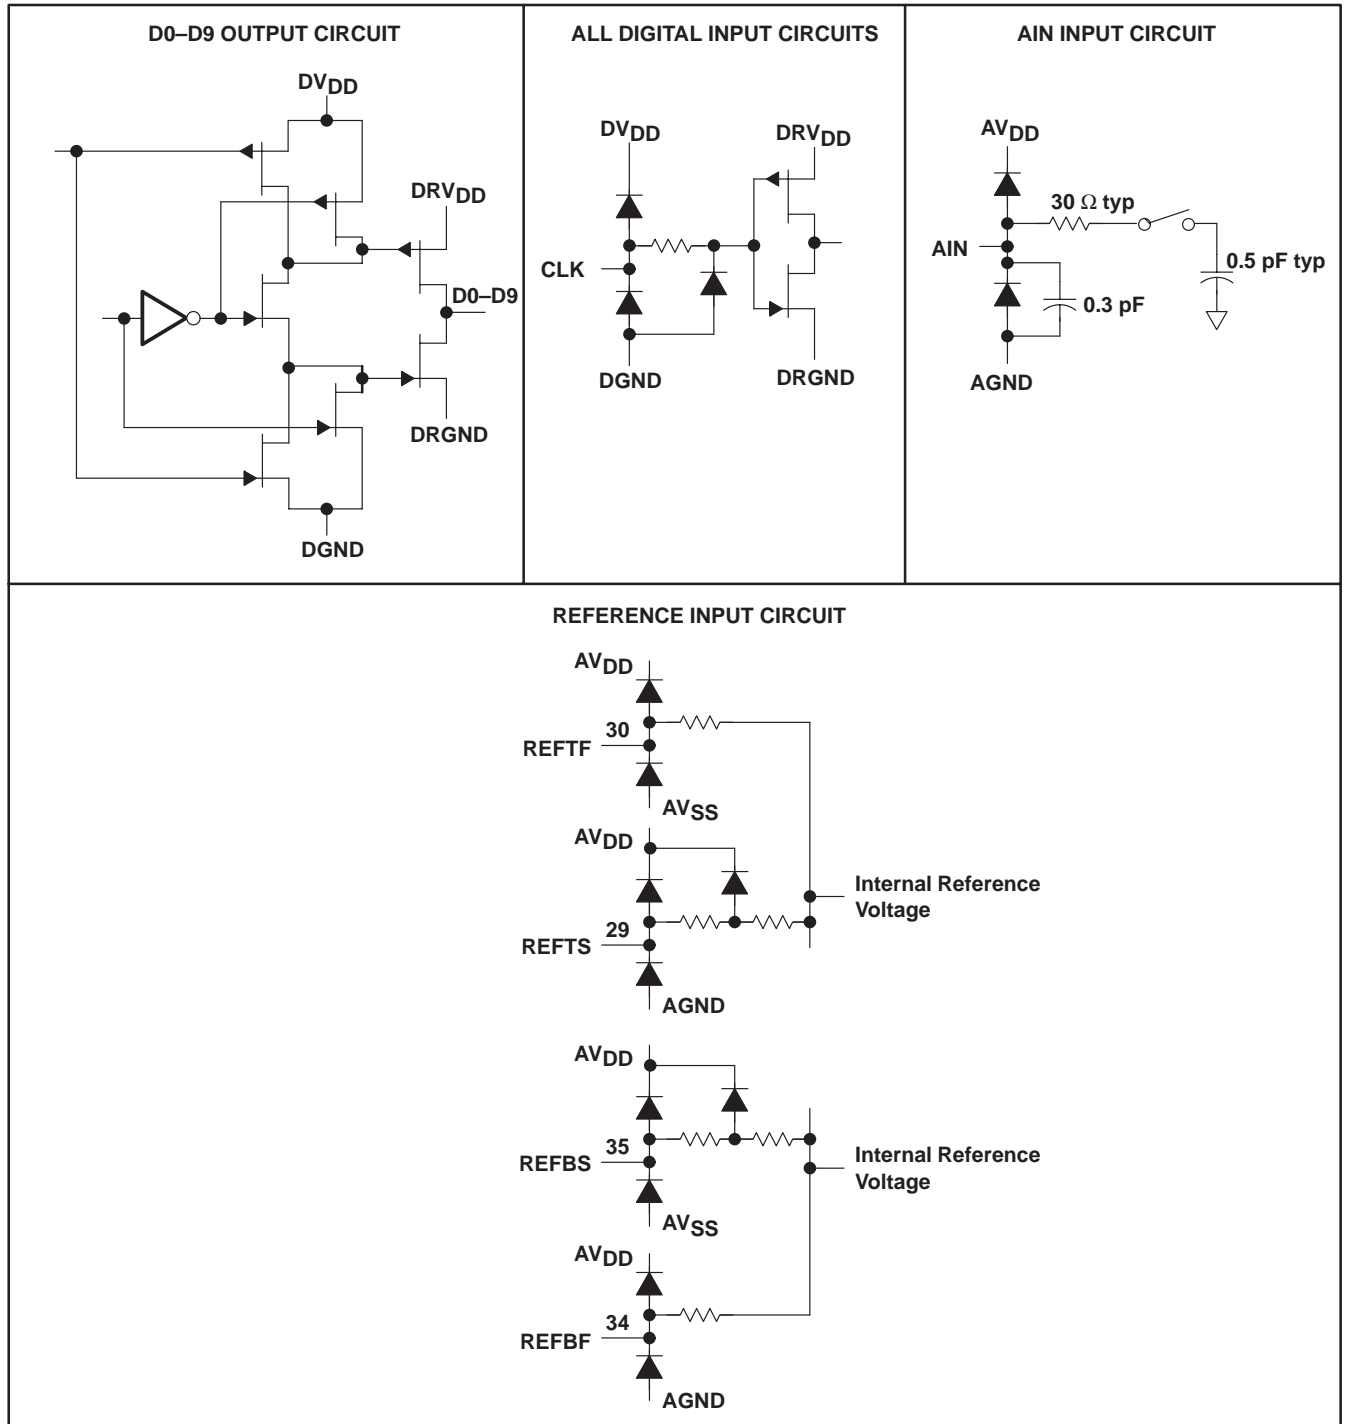 D0–D9 OUTPUT CIRCUIT
DVDD
DRVDD
D0–D9
DRGND
DGND
ALL DIGITAL INPUT CIRCUITS
DVDD
DRVDD
CLK
DGND
DRGND
AIN INPUT CIRCUIT
AVDD
30 Ω typ
AIN
0.5 pF typ
0.3 pF
AGND
REFERENCE INPUT CIRCUIT
AVDD
30
REFTF
AVSS
AVDD
Internal Reference
Voltage
29
REFTS
AGND
AVDD
35
REFBS
Internal Reference
Voltage
AVSS
AVDD
34
REFBF
AGND